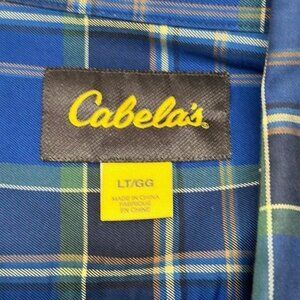 Cabela's
LT/GG
MADE IN CHINA
FABRIQUÉ
EN CHINE